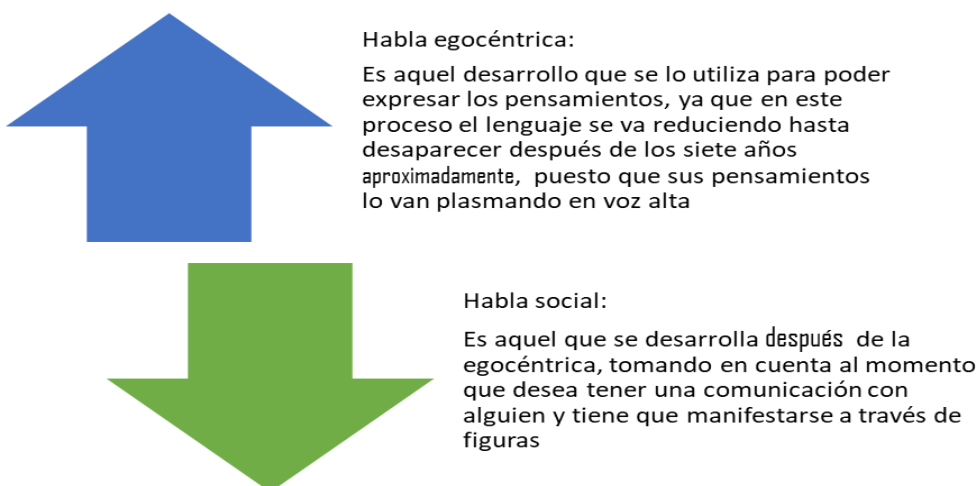 Habla egocéntrica:
Es aquel desarrollo que se lo utiliza para poder
expresar los pensamientos, ya que en este
proceso el lenguaje se va reduciendo hasta
desaparecer después de los siete años
aproximadamente, puesto que sus pensamientos
lo van plasmando en voz alta
Habla social:
Es aquel que se desarrolla después de la
egocéntrica, tomando en cuenta al momento
que desea tener una comunicación con
alguien y tiene que manifestarse a través de
figuras